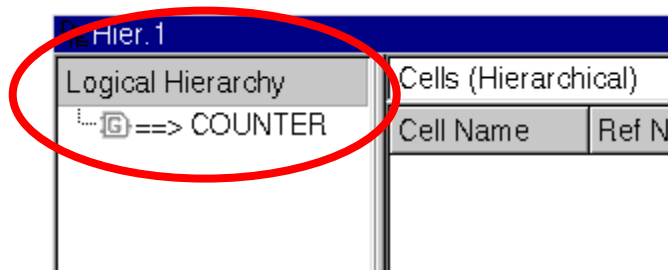 Hier.1
Logical Hierarchy
Cells (Hierarchical)
G ==> COUNTER
Cell Name
Ref N